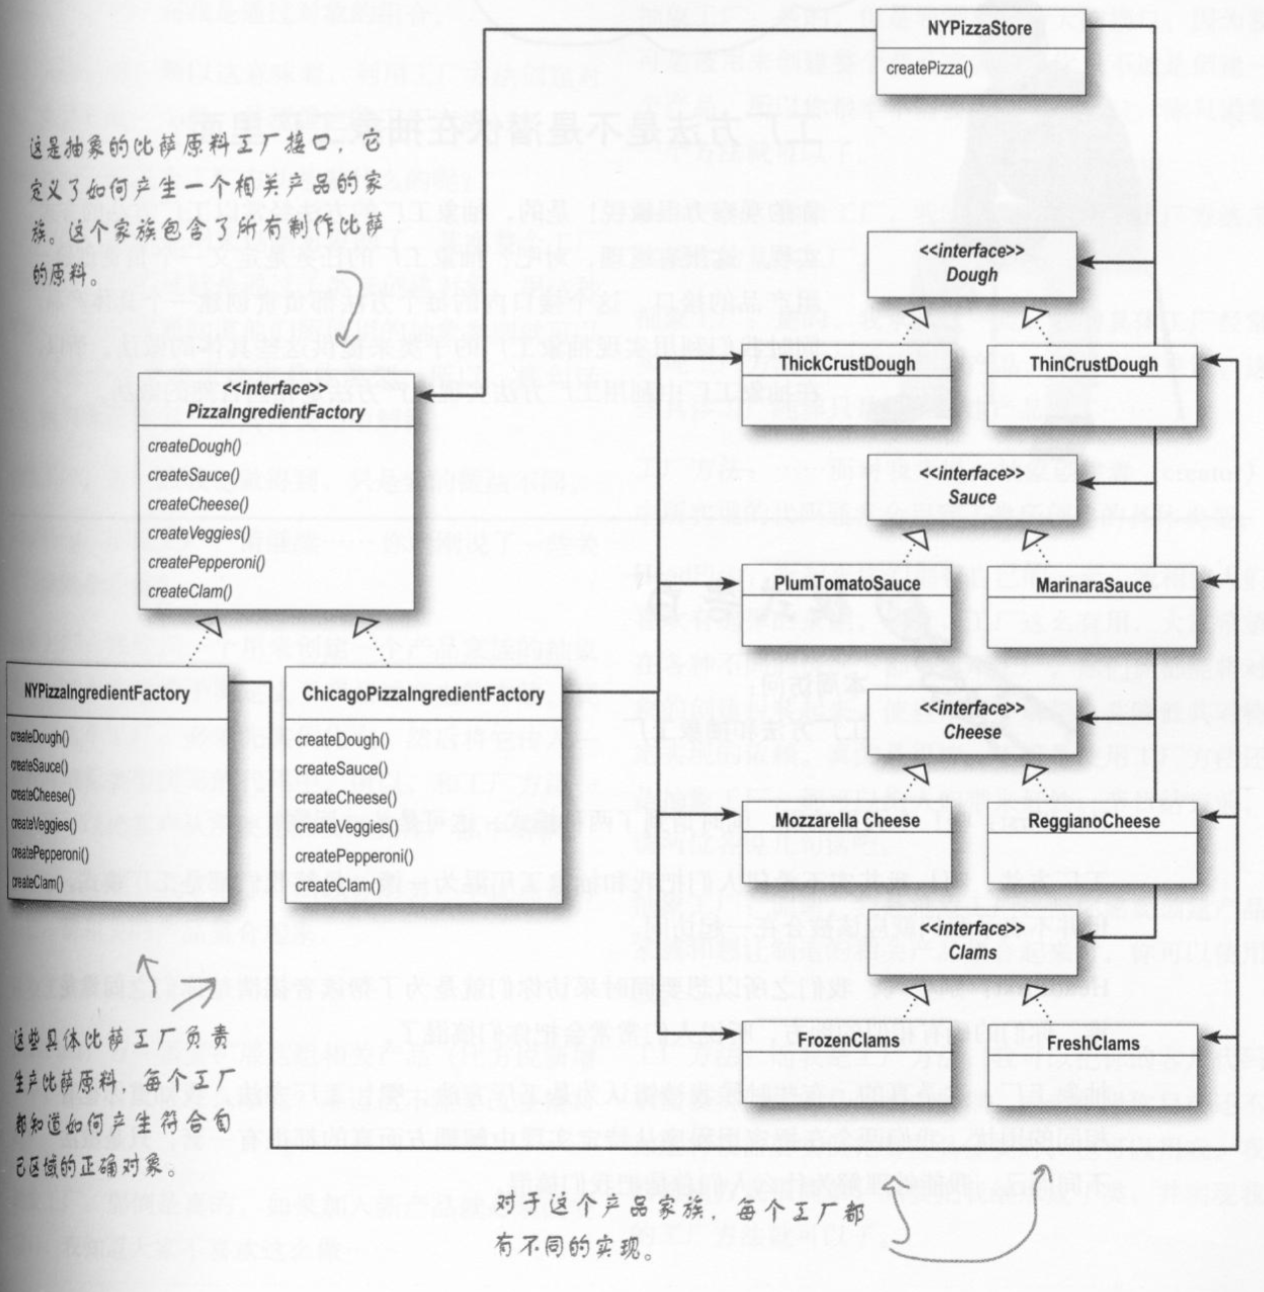 NYPizzaStore
createPizza()
这是抽象的比萨原料工厂接口，它
定义了如何产生一个相关产品的家
族。这个家族包含了所有制作比萨
的原料。
<<interface>>
Dough
ThickCrustDough
ThinCrustDough
<<interface>>
PizzaIngredientFactory
createDough()
createSauce()
createCheese()
createVeggies()
createPepperoni()
createClam()
<<interface>>
Sauce
PlumTomatoSauce
MarinaraSauce
NYPizzaIngredientFactory
createDough()
createSauce()
createCheese()
createVeggies()
createPepperoni()
createClam()
ChicagoPizzaIngredientFactory
createDough()
createSauce()
createCheese()
createVeggies()
createPepperoni()
createClam()
<<interface>>
Cheese
Mozzarella Cheese
ReggianoCheese
<<interface>>
Clams
FrozenClams
FreshClams
这些具体比萨工厂负责
生产比萨原料，每个工厂
都知道如何产生符合自
己区域的正确对象。
对于这个产品家族，每个工厂都
有不同的实现。